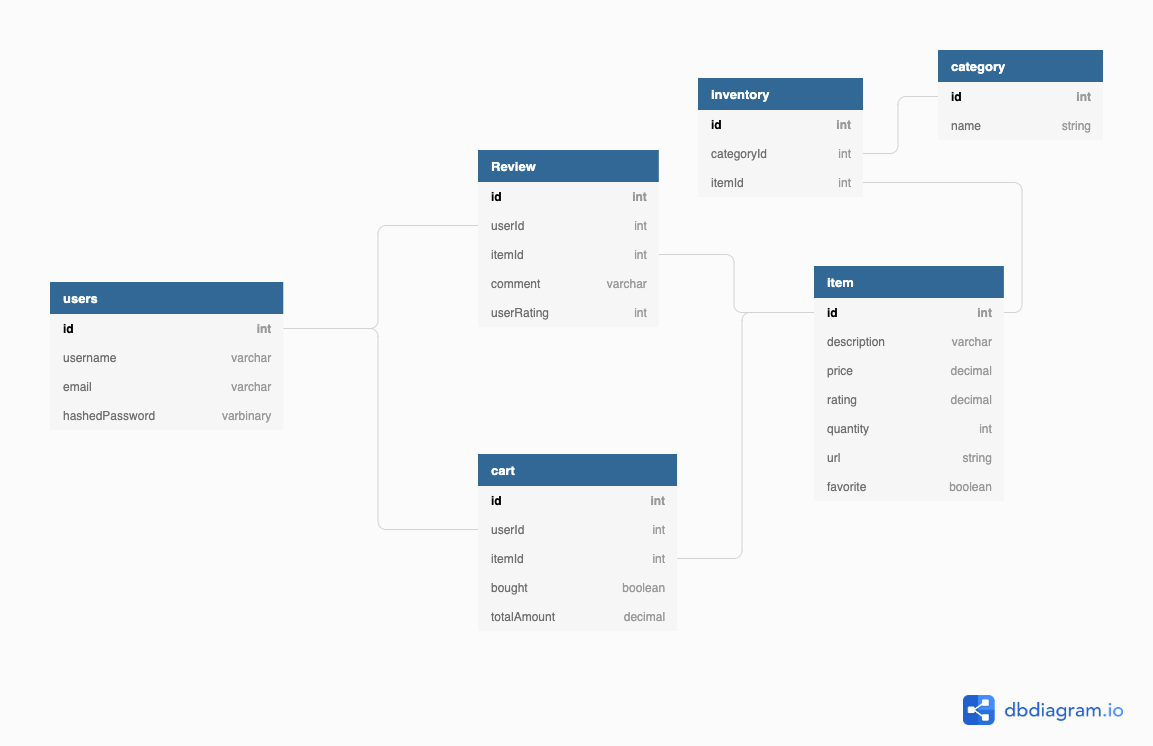 category
id int
name string
inventory
id int
categoryId int
itemId int
Review
id int
userId int
itemId int
comment varchar
userRating int
users
id int
username varchar
email varchar
hashedPassword varbinary
item
id int
description varchar
price decimal
rating decimal
quantity int
url string
favorite boolean
cart
id int
userId int
itemId int
bought boolean
totalAmount decimal
dbdiagram.io